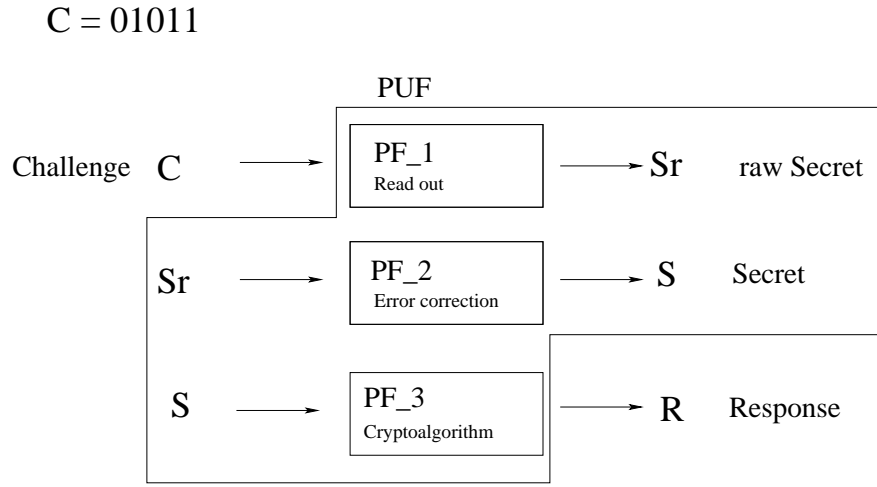 C = 01011
PUF
Challenge C PF_1 Sr raw Secret
Read out
Sr PF_2 S Secret
Error correction
S PF_3 R Response
Cryptoalgorithm